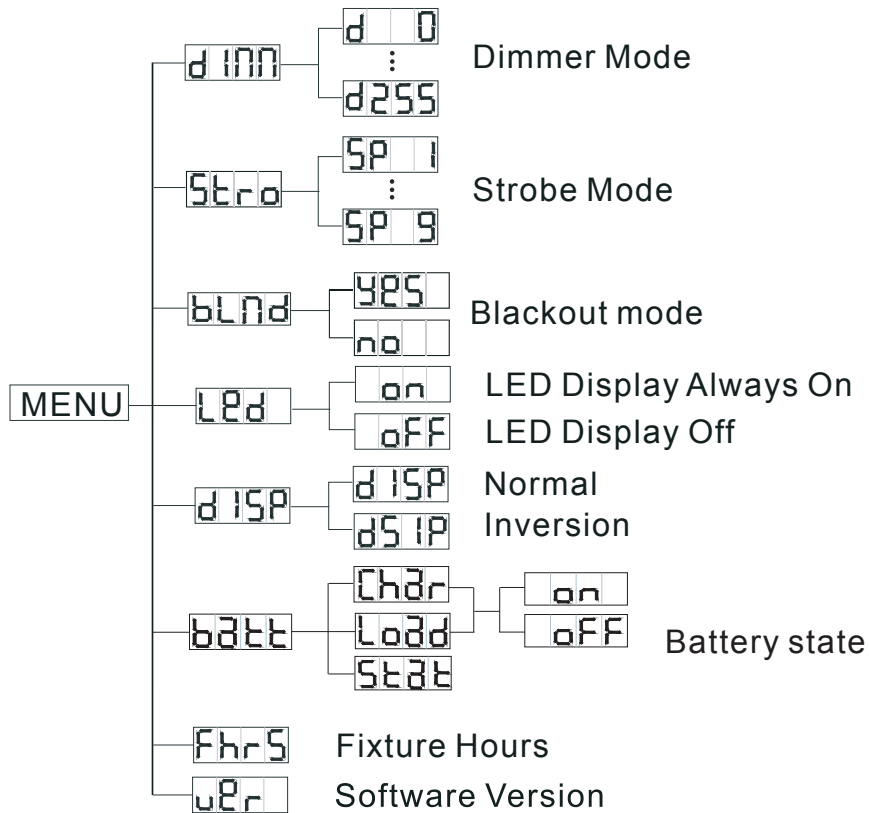 MENU
dinn
d 0
d255
Dimmer Mode
Stro
SP 1
SP 9
Strobe Mode
bLnd
yes
no
Blackout mode
Led
on
LED Display Always On
oFF
LED Display Off
dISP
dISP
Normal
dSIP
Inversion
batt
Char
Load
Stat
on
oFF
Battery state
FhrS
Fixture Hours
ver
Software Version